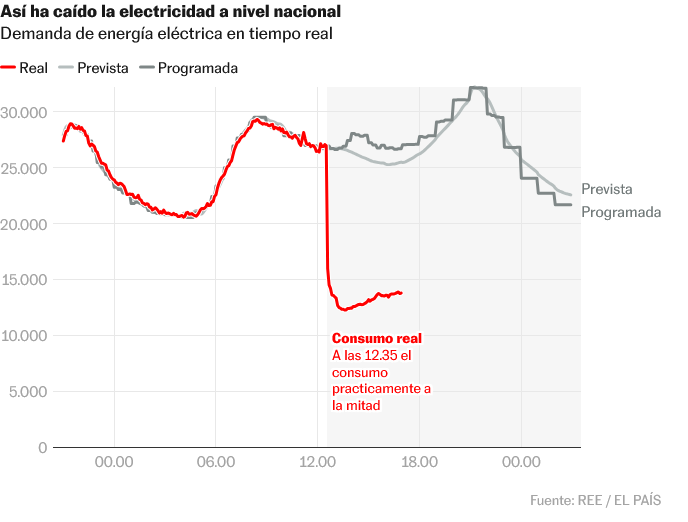 Así ha caído la electricidad a nivel nacional
Demanda de energía eléctrica en tiempo real
Real Prevista Programada
30.000
25.000
20.000
15.000
10.000
5.000
0
Prevista
Programada
Consumo real
A las 12.35 el
consumo
practicamente a
la mitad
00.00 06.00 12.00 18.00 00.00
Fuente: REE / EL PAÍS